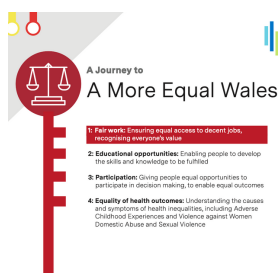 A Journey to
A More Equal Wales
1: Fair work: Ensuring equal access to decent jobs,
recognising everyone's value
2: Educational opportunities: Enabling people to develop
the skills and knowledge to be fulfilled
3: Participation: Giving people equal opportunities to
participate in decision making, to enable equal outcomes
4: Equality of health outcomes: Understanding the causes
and symptoms of health inequalities, including Adverse
Childhood Experiences and Violence against Women
Domestic Abuse and Sexual Violence